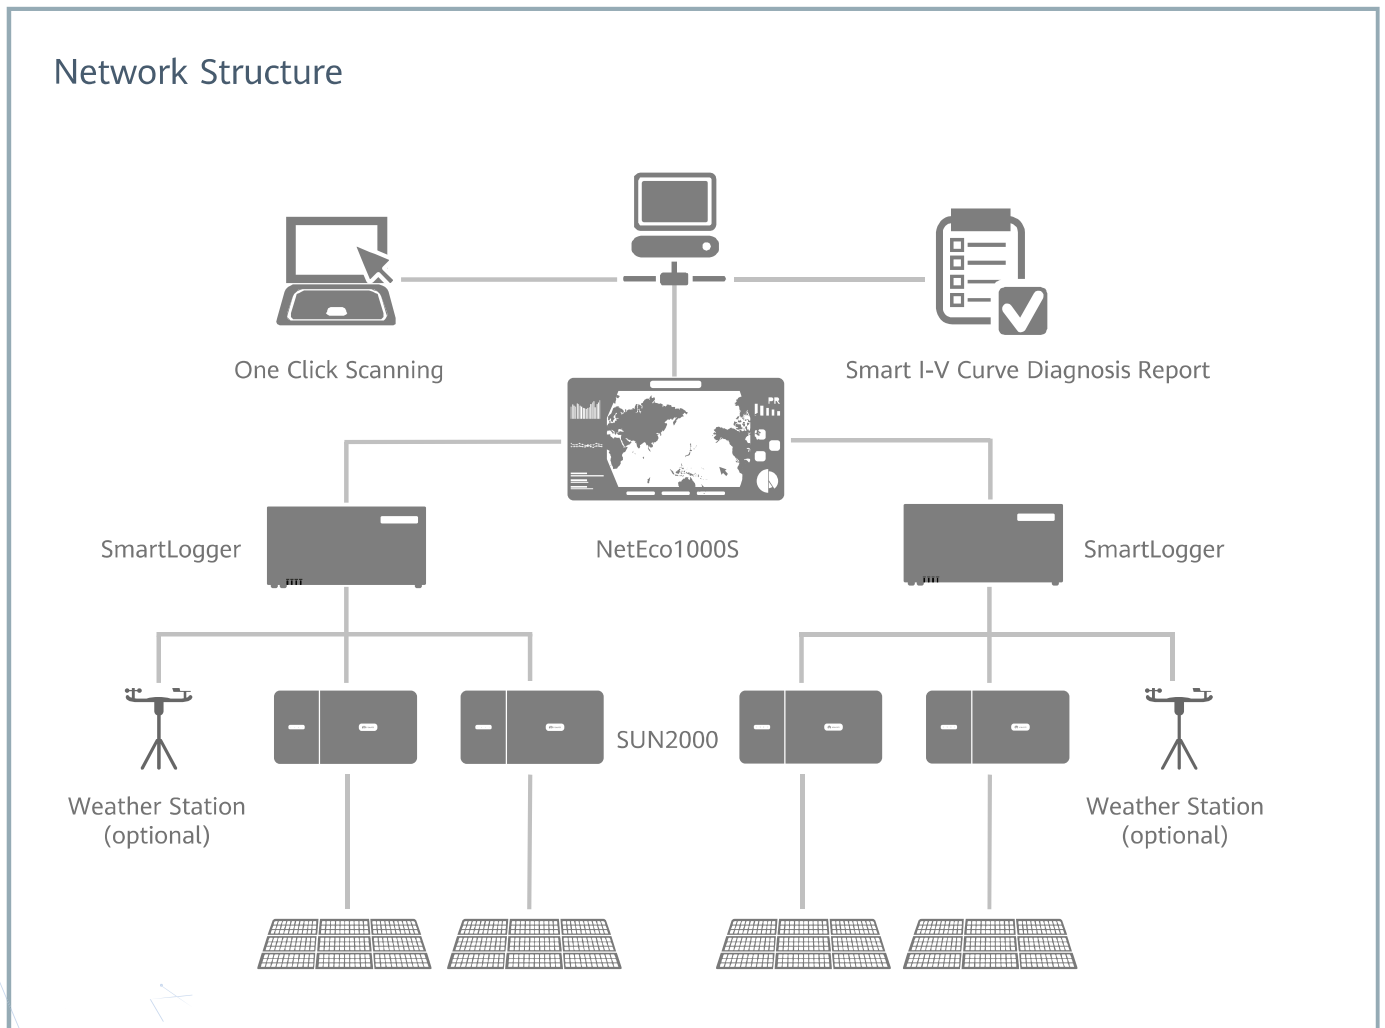 Network Structure
One Click Scanning
Smart I-V Curve Diagnosis Report
PR
SmartLogger
NetEco1000S
SmartLogger
SUN2000
Weather Station
(optional)
Weather Station
(optional)